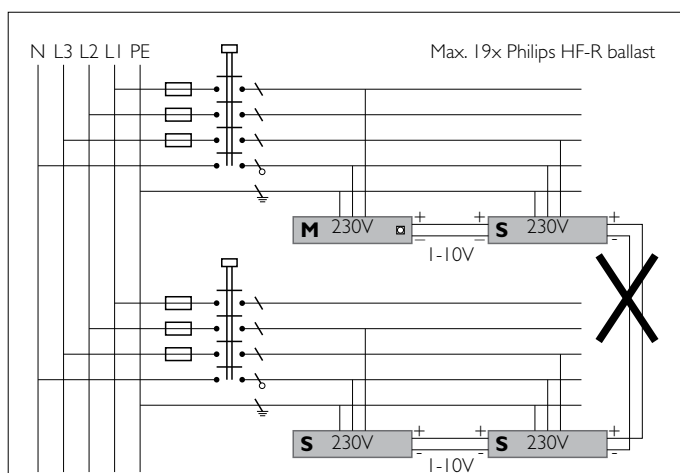 N L3 L2 L1 PE Max. 19x Philips HF-R ballast
M 230V + − + − S 230V + -
1-10V
S 230V + - + - S 230V + -
1-10V